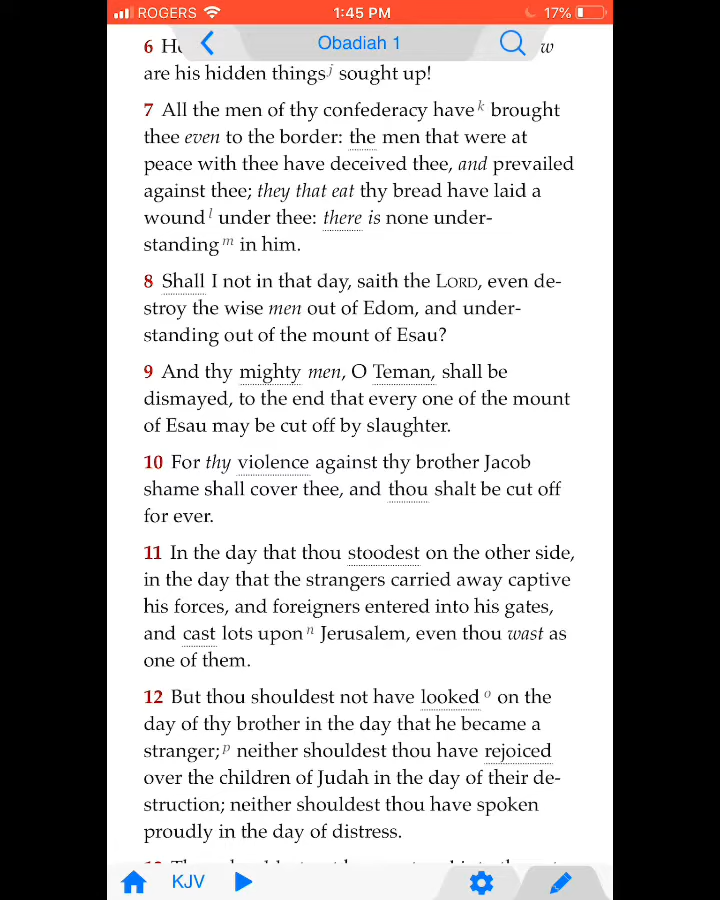 ROGERS 1:45 PM 17%
Obadiah 1
6
are his hidden things j sought up!
7 All the men of thy confederacy have k brought
thee even to the border: the men that were at
peace with thee have deceived thee, and prevailed
against thee; they that eat thy bread have laid a
wound l under thee: there is none under-
standing m in him.
8 Shall I not in that day, saith the LORD, even de-
stroy the wise men out of Edom, and under-
standing out of the mount of Esau?
9 And thy mighty men, O Teman, shall be
dismayed, to the end that every one of the mount
of Esau may be cut off by slaughter.
10 For thy violence against thy brother Jacob
shame shall cover thee, and thou shalt be cut off
for ever.
11 In the day that thou stoodest on the other side,
in the day that the strangers carried away captive
his forces, and foreigners entered into his gates,
and cast lots upon n Jerusalem, even thou wast as
one of them.
12 But thou shouldest not have looked o on the
day of thy brother in the day that he became a
stranger; p neither shouldest thou have rejoiced
over the children of Judah in the day of their de-
struction; neither shouldest thou have spoken
proudly in the day of distress.
KJV